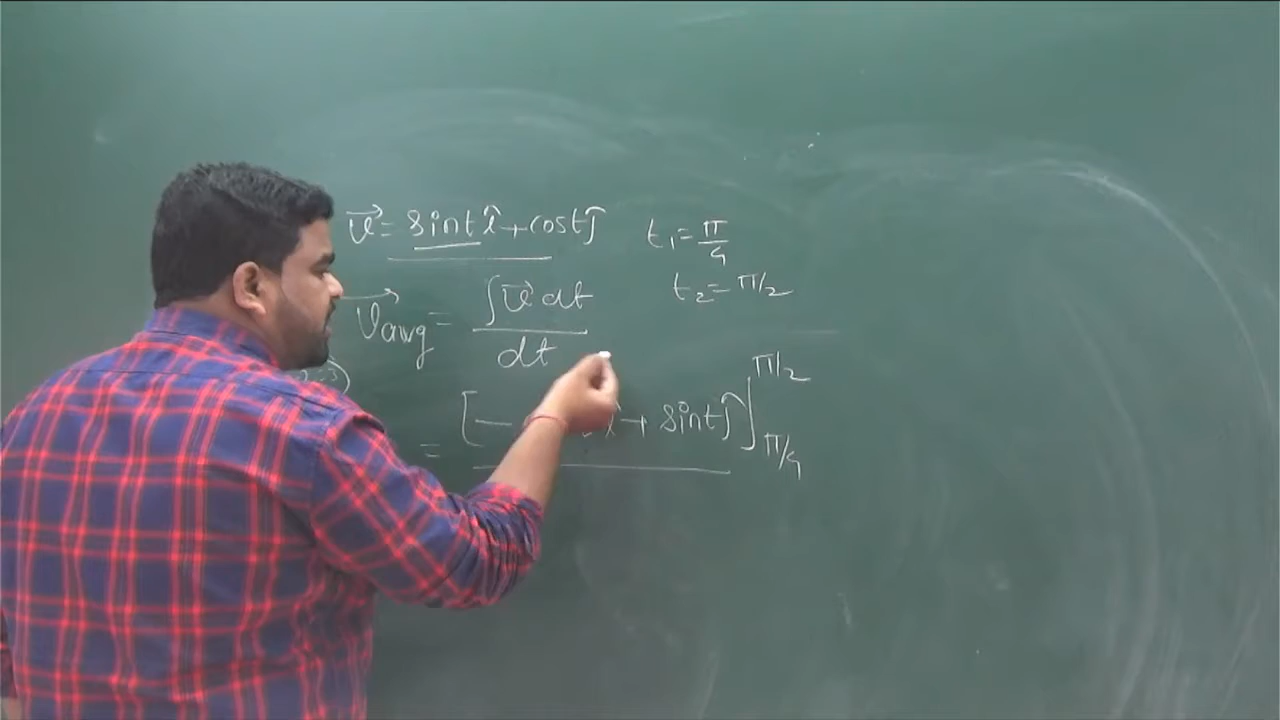 v⃗ = sint î + cost ĵ
t₁ = π/4
t₂ = π/2
v⃗avg = ∫ v⃗ dt / dt
= [ — î + sint ĵ ] π/2 π/4